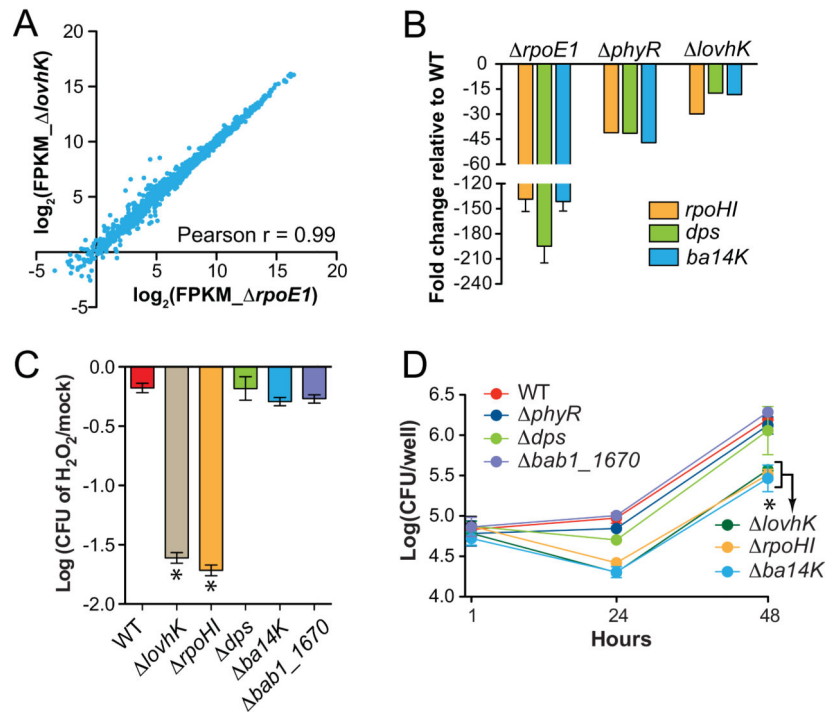 A
log2(FPKM_ΔlovhK)
20
15
10
5
-5
-5
5
10
15
20
Pearson r = 0.99
log2(FPKM_ΔrpoE1)
B
ΔrpoE1 ΔphyR ΔlovhK
Fold change relative to WT
0
-15
-30
-45
-60
-120
-150
-180
-210
-240
rpoHI
dps
ba14K
C
Log (CFU of H2O2/mock)
0.0
-0.5
-1.0
-1.5
-2.0
*
*
WT
ΔlovhK
ΔrpoHI
Δdps
Δba14K
Δbab1_1670
D
Log(CFU/well)
6.5
6.0
5.5
5.0
4.5
4.0
WT
ΔphyR
Δdps
Δbab1_1670
*
ΔlovhK
ΔrpoHI
Δba14K
1
24
48
Hours